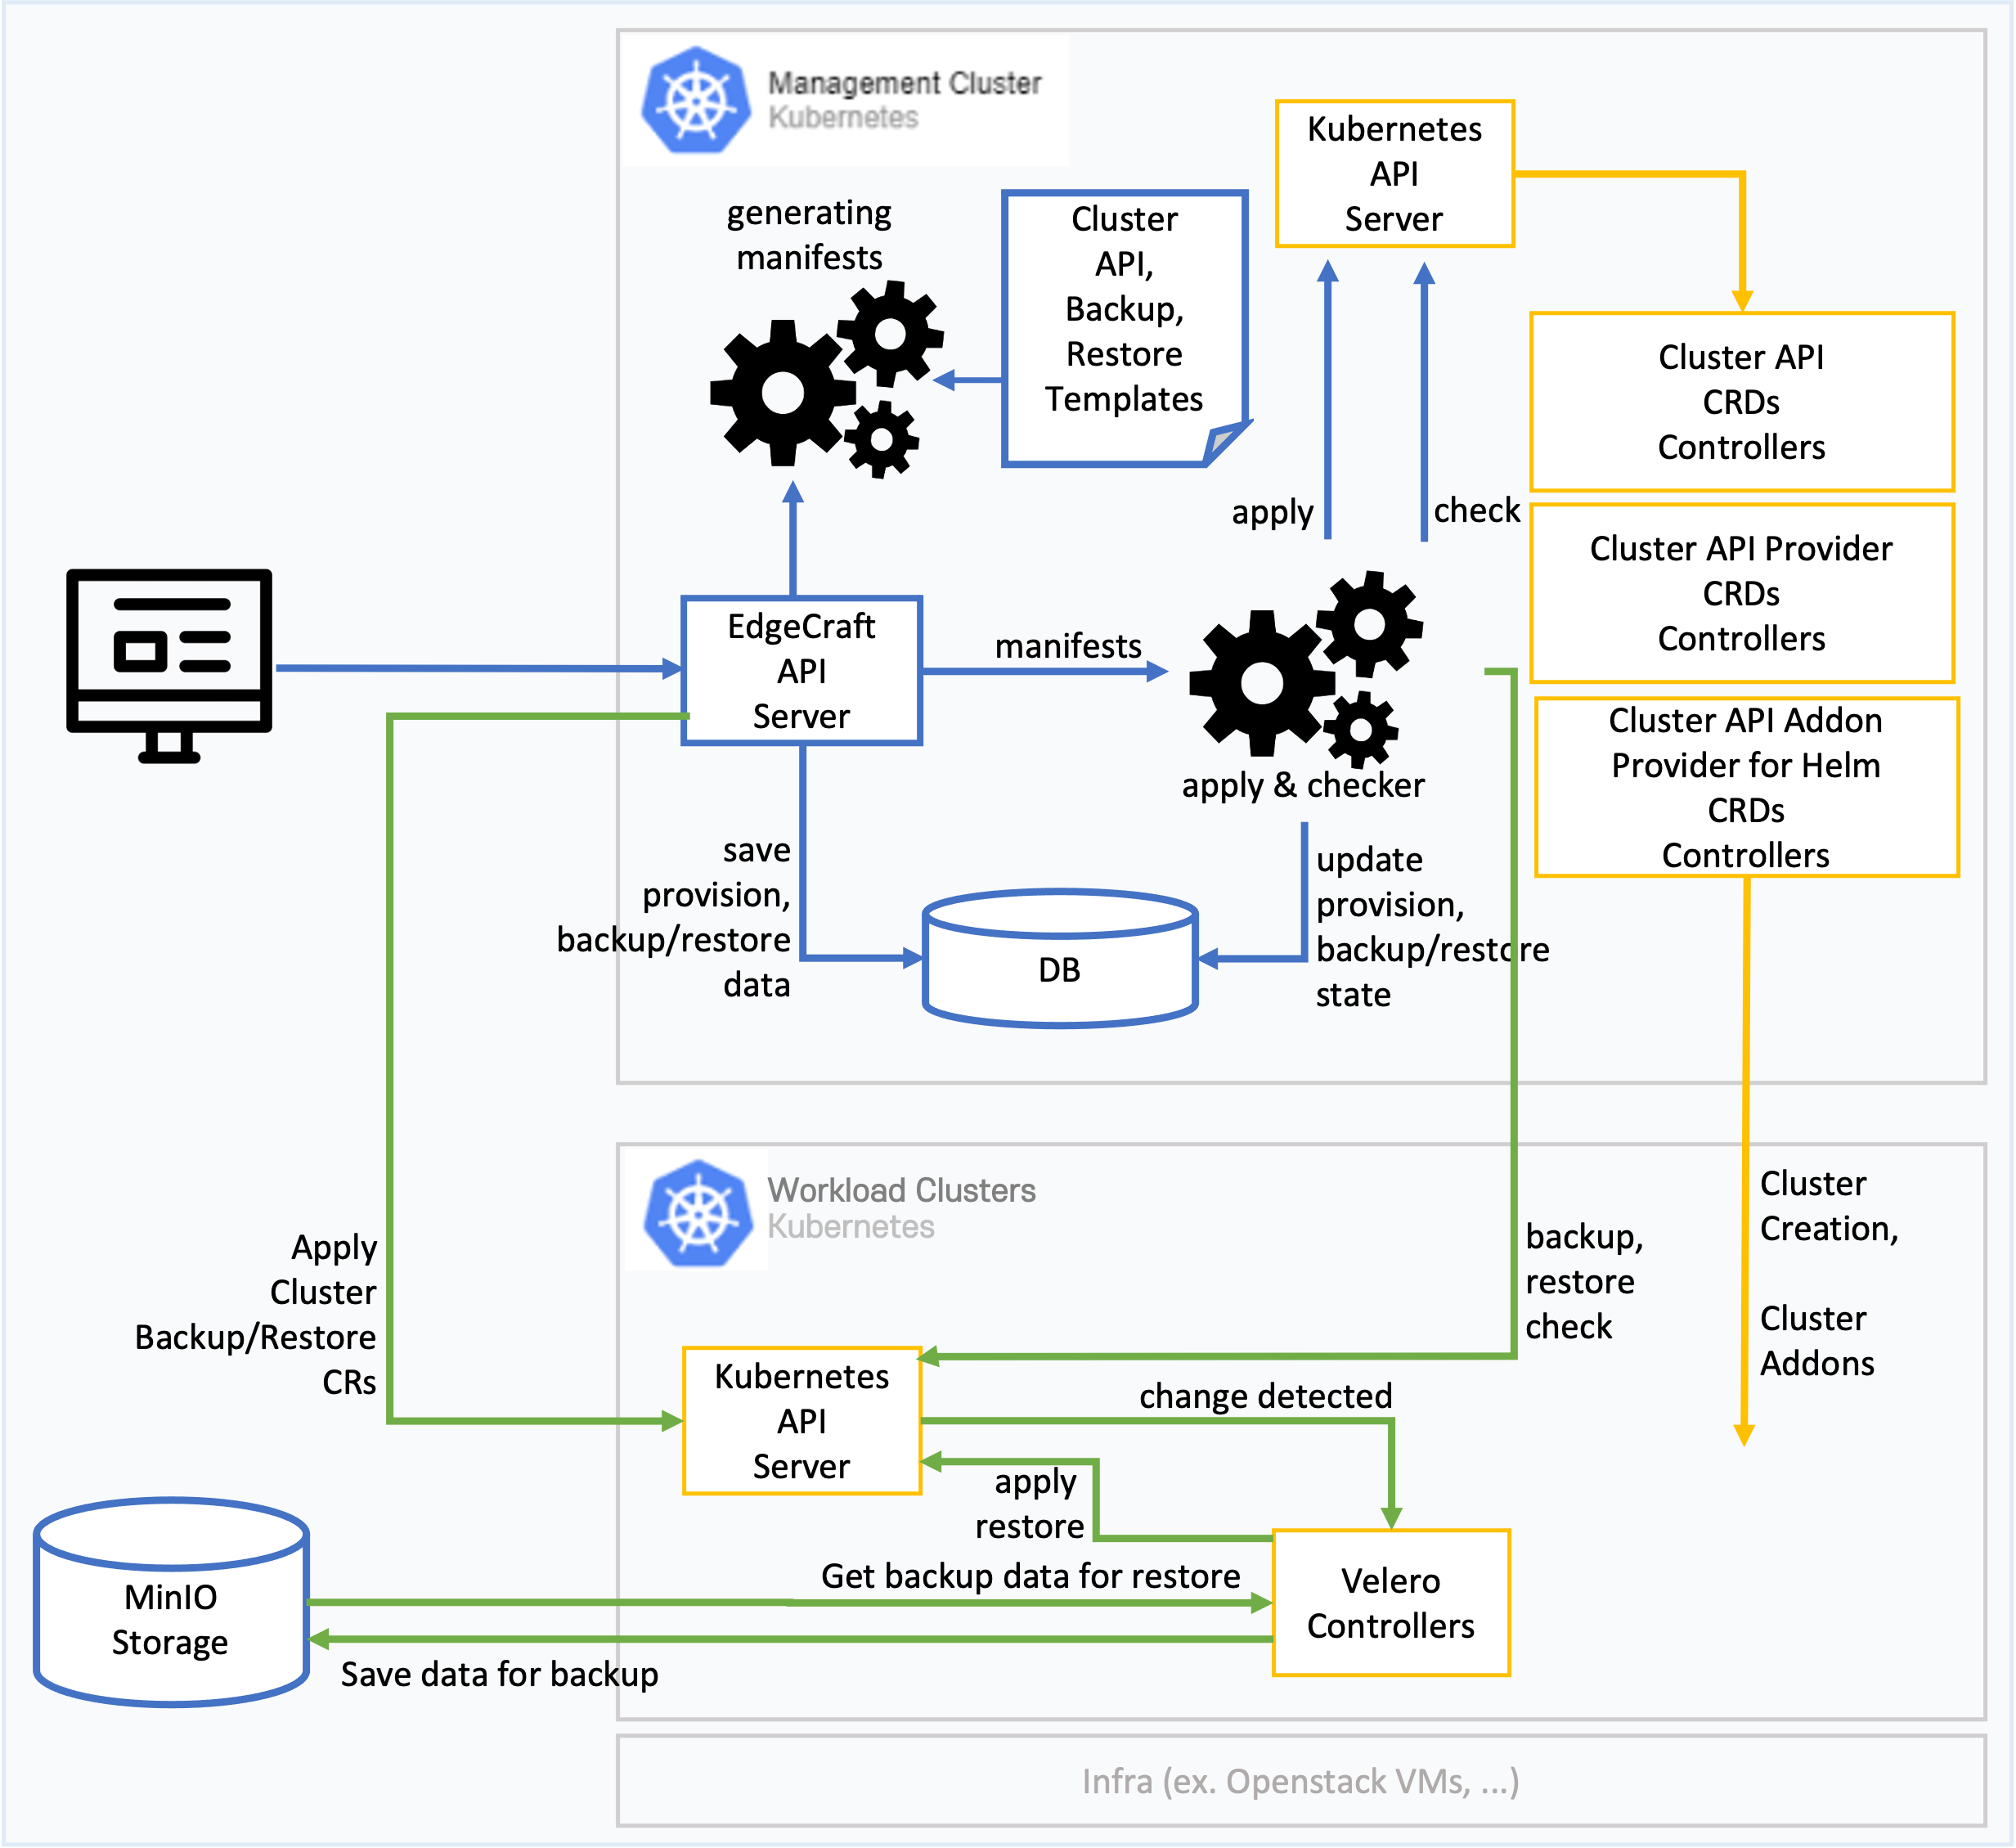 Management Cluster
Kubernetes
Kubernetes
API
Server
generating
manifests
Cluster
API,
Backup,
Restore
Templates
Cluster API
CRDs
Controllers
apply
check
Cluster API Provider
CRDs
Controllers
EdgeCraft
API
Server
manifests
Cluster API Addon
Provider for Helm
CRDs
Controllers
apply & checker
save
provision,
backup/restore
data
update
provision,
backup/restore
state
DB
Workload Clusters
Kubernetes
Cluster
Creation,
Cluster
Addons
backup,
restore
check
Apply
Cluster
Backup/Restore
CRs
Kubernetes
API
Server
change detected
apply
restore
Get backup data for restore
Velero
Controllers
MinIO
Storage
Save data for backup
Infra (ex. Openstack VMs, ...)